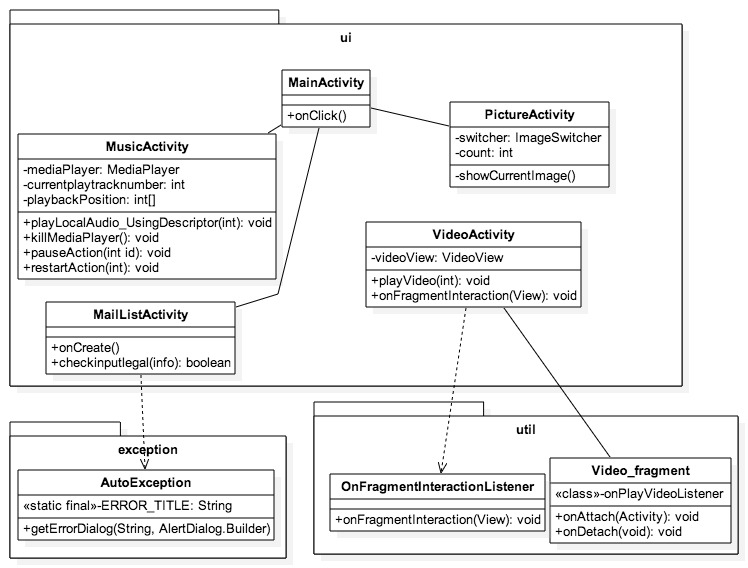 ui
MainActivity
+onClick()
PictureActivity
-switcher: ImageSwitcher
-count: int
-showCurrentImage()
MusicActivity
-mediaPlayer: MediaPlayer
-currentplaytracknumber: int
-playbackPosition: int[]
+playLocalAudio_UsingDescriptor(int): void
+killMediaPlayer(): void
+pauseAction(int id): void
+restartAction(int): void
VideoActivity
-videoView: VideoView
+playVideo(int): void
+onFragmentInteraction(View): void
MailListActivity
+onCreate()
+checkinputlegal(info): boolean
exception
AutoException
«static final»-ERROR_TITLE: String
+getErrorDialog(String, AlertDialog.Builder)
util
OnFragmentInteractionListener
+onFragmentInteraction(View): void
Video_fragment
«class»-onPlayVideoListener
+onAttach(Activity): void
+onDetach(void): void